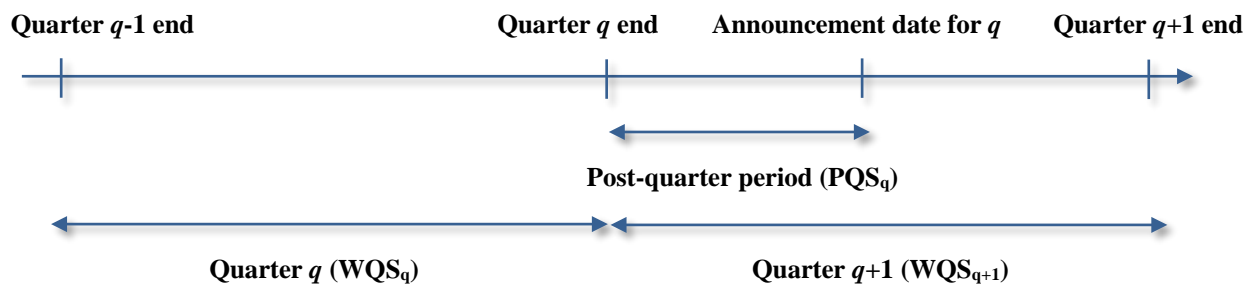 Quarter q-1 end Quarter q end Announcement date for q Quarter q+1 end
Post-quarter period (PQSq)
Quarter q (WQSq) Quarter q+1 (WQSq+1)